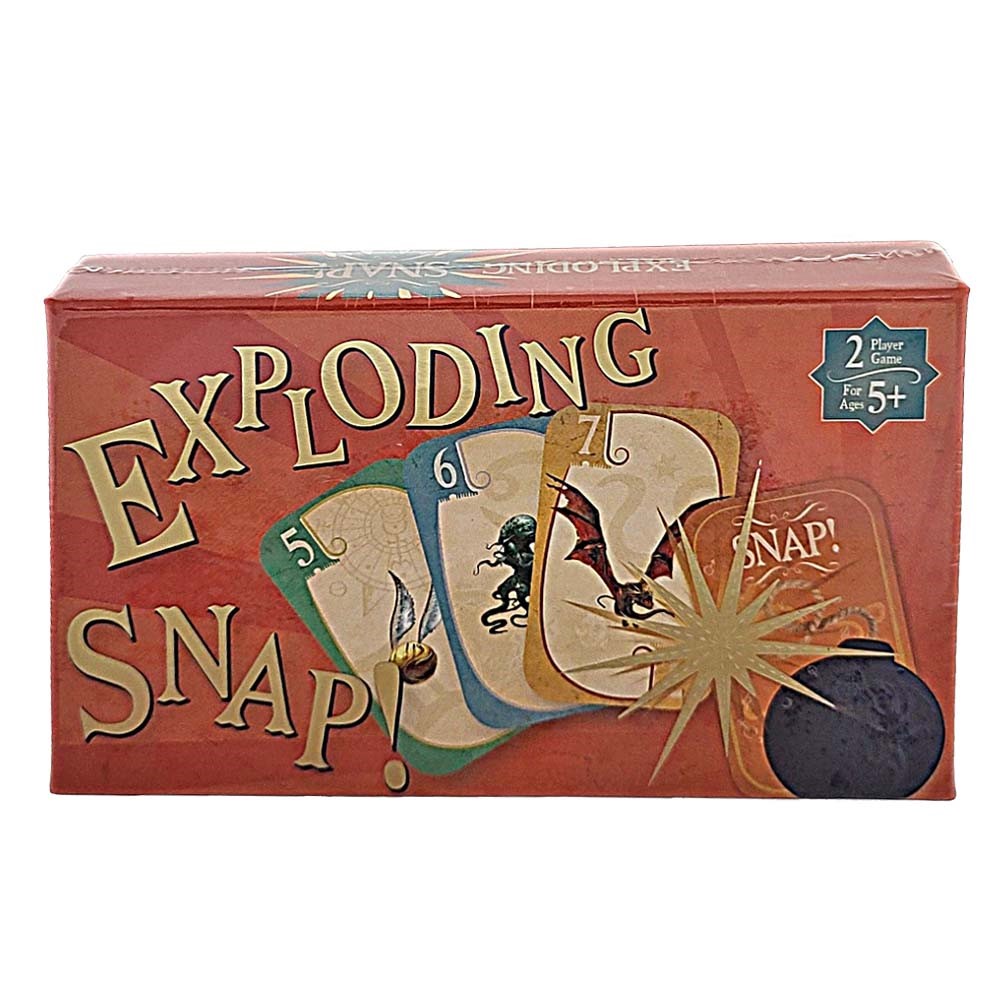 EXPLODING SNAP!
EXPLODING
SNAP!
2 Player
Game
For
Ages 5+
5
6
7
SNAP!